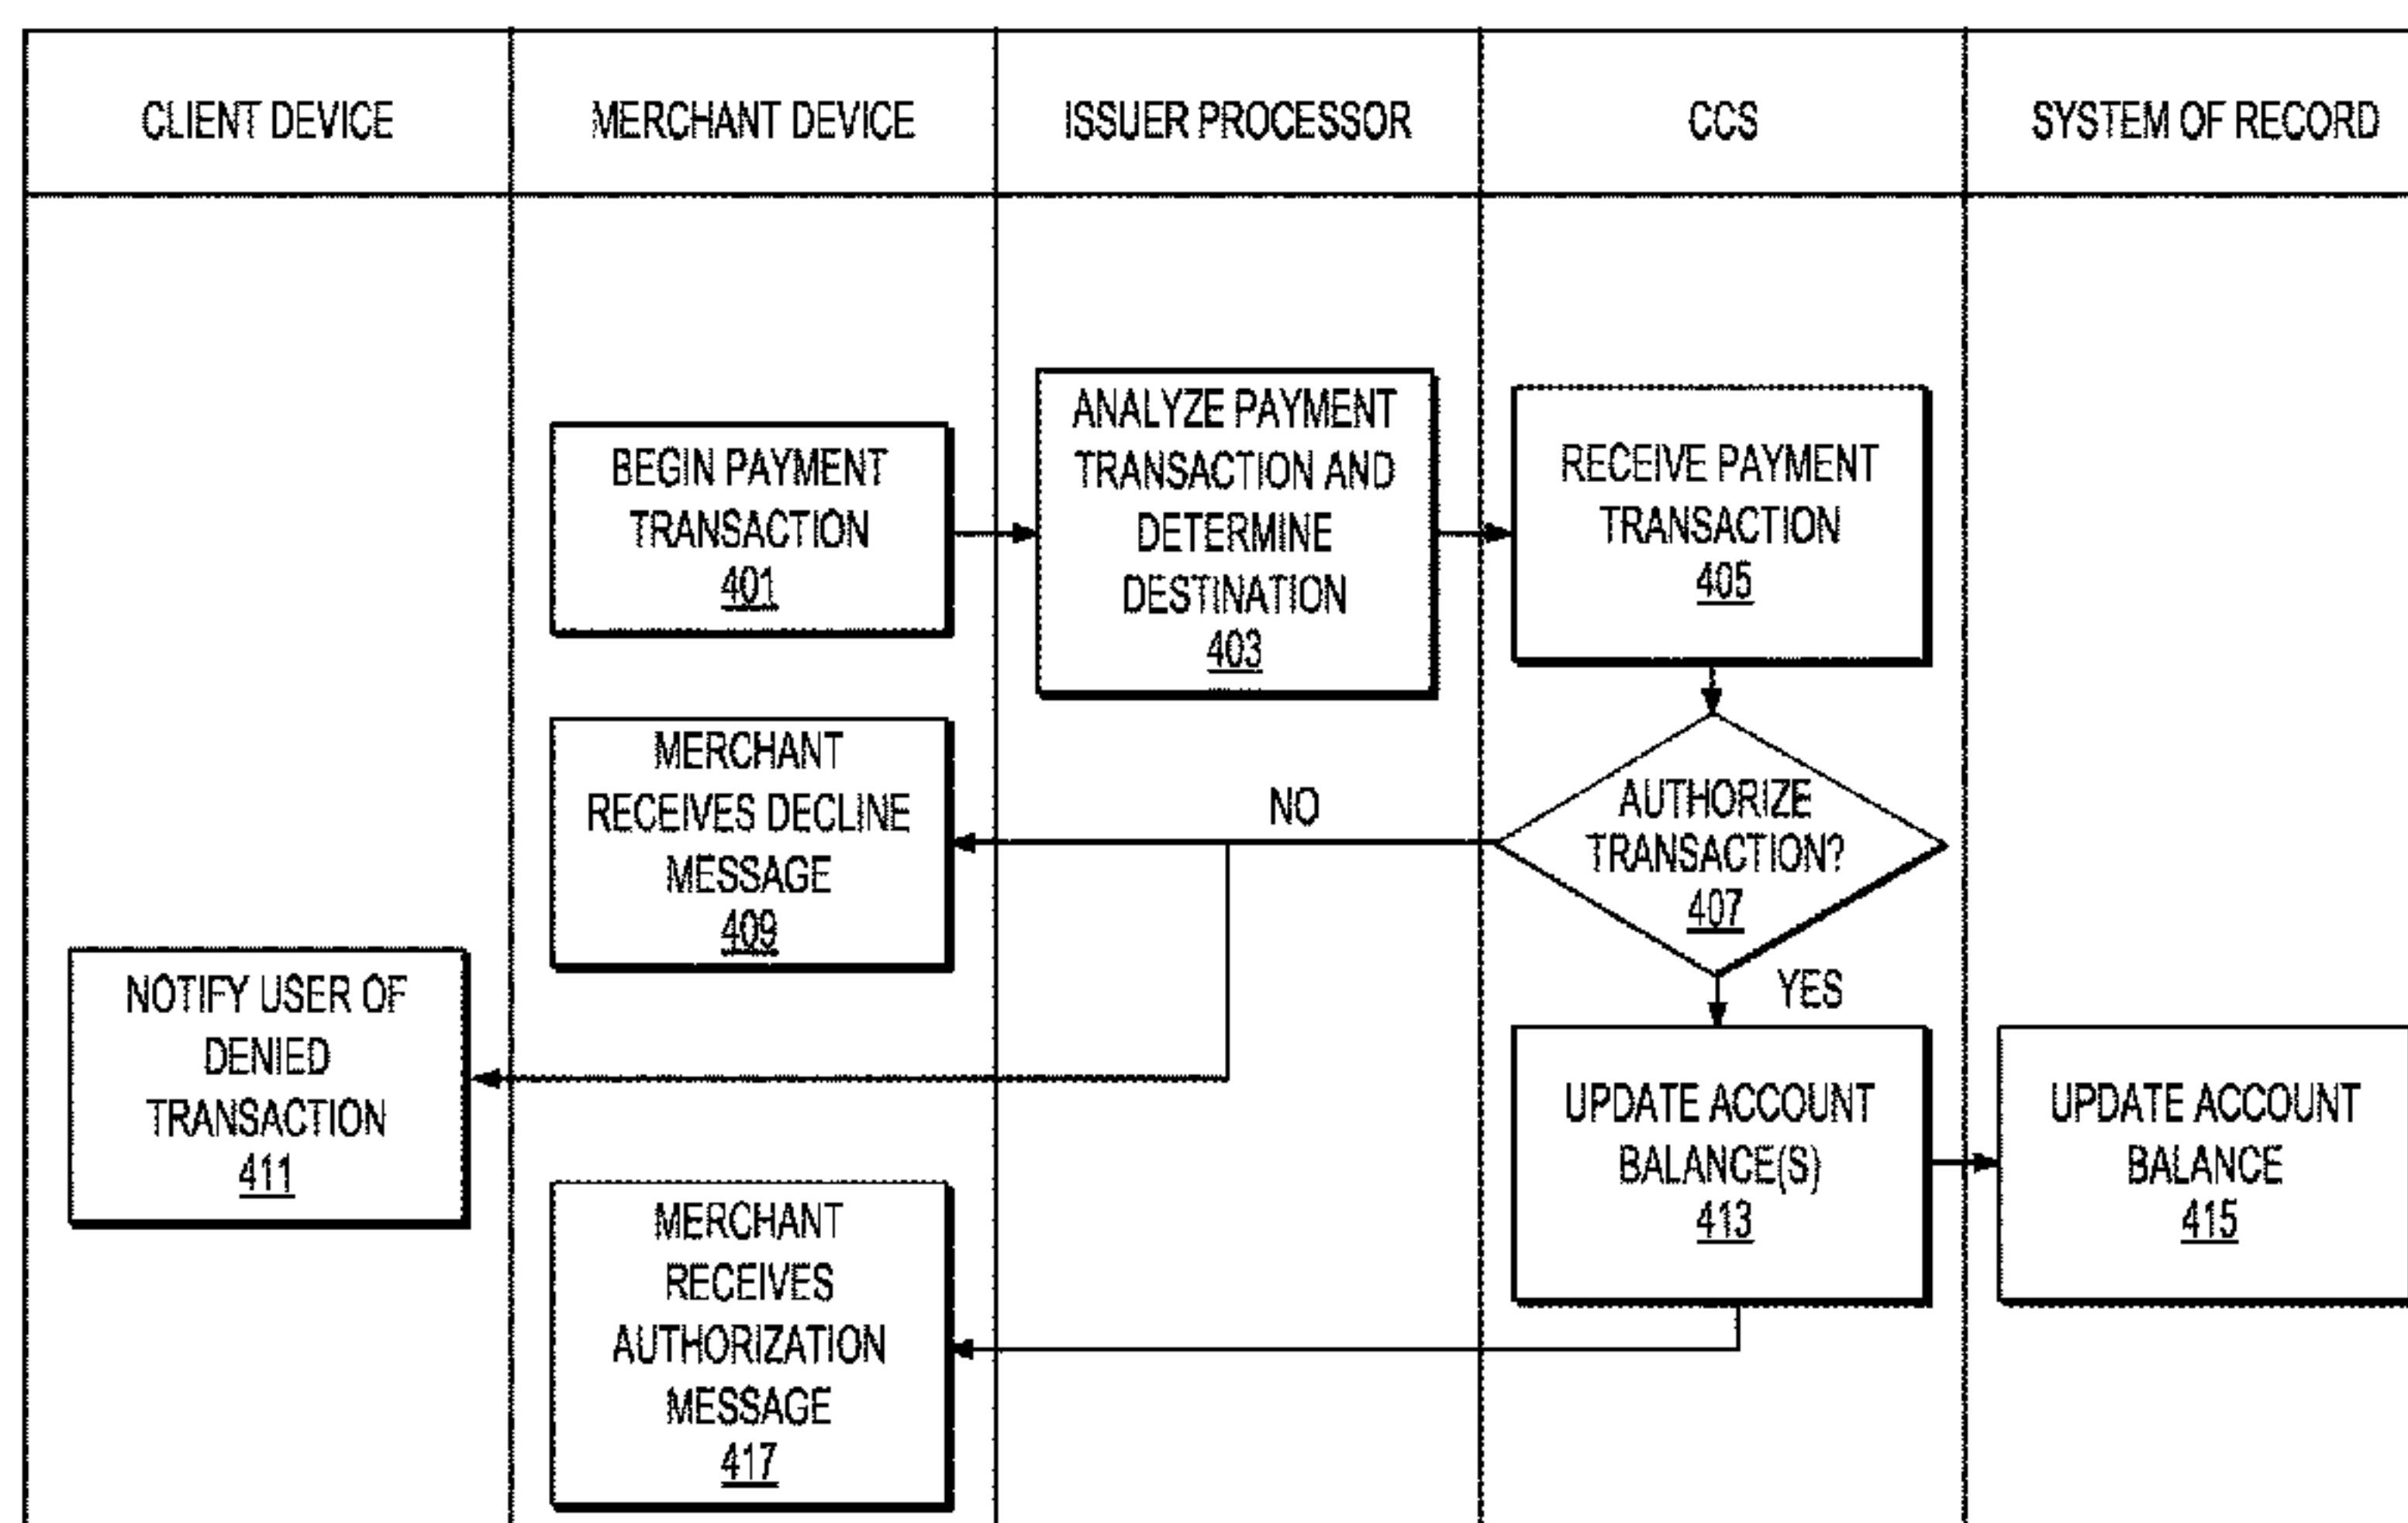 CLIENT DEVICE
MERCHANT DEVICE
ISSUER PROCESSOR
CCS
SYSTEM OF RECORD
BEGIN PAYMENT
TRANSACTION
401
ANALYZE PAYMENT
TRANSACTION AND
DETERMINE
DESTINATION
403
RECEIVE PAYMENT
TRANSACTION
405
AUTHORIZE
TRANSACTION?
407
NO
MERCHANT
RECEIVES DECLINE
MESSAGE
409
NOTIFY USER OF
DENIED
TRANSACTION
411
YES
UPDATE ACCOUNT
BALANCE(S)
413
UPDATE ACCOUNT
BALANCE
415
MERCHANT
RECEIVES
AUTHORIZATION
MESSAGE
417